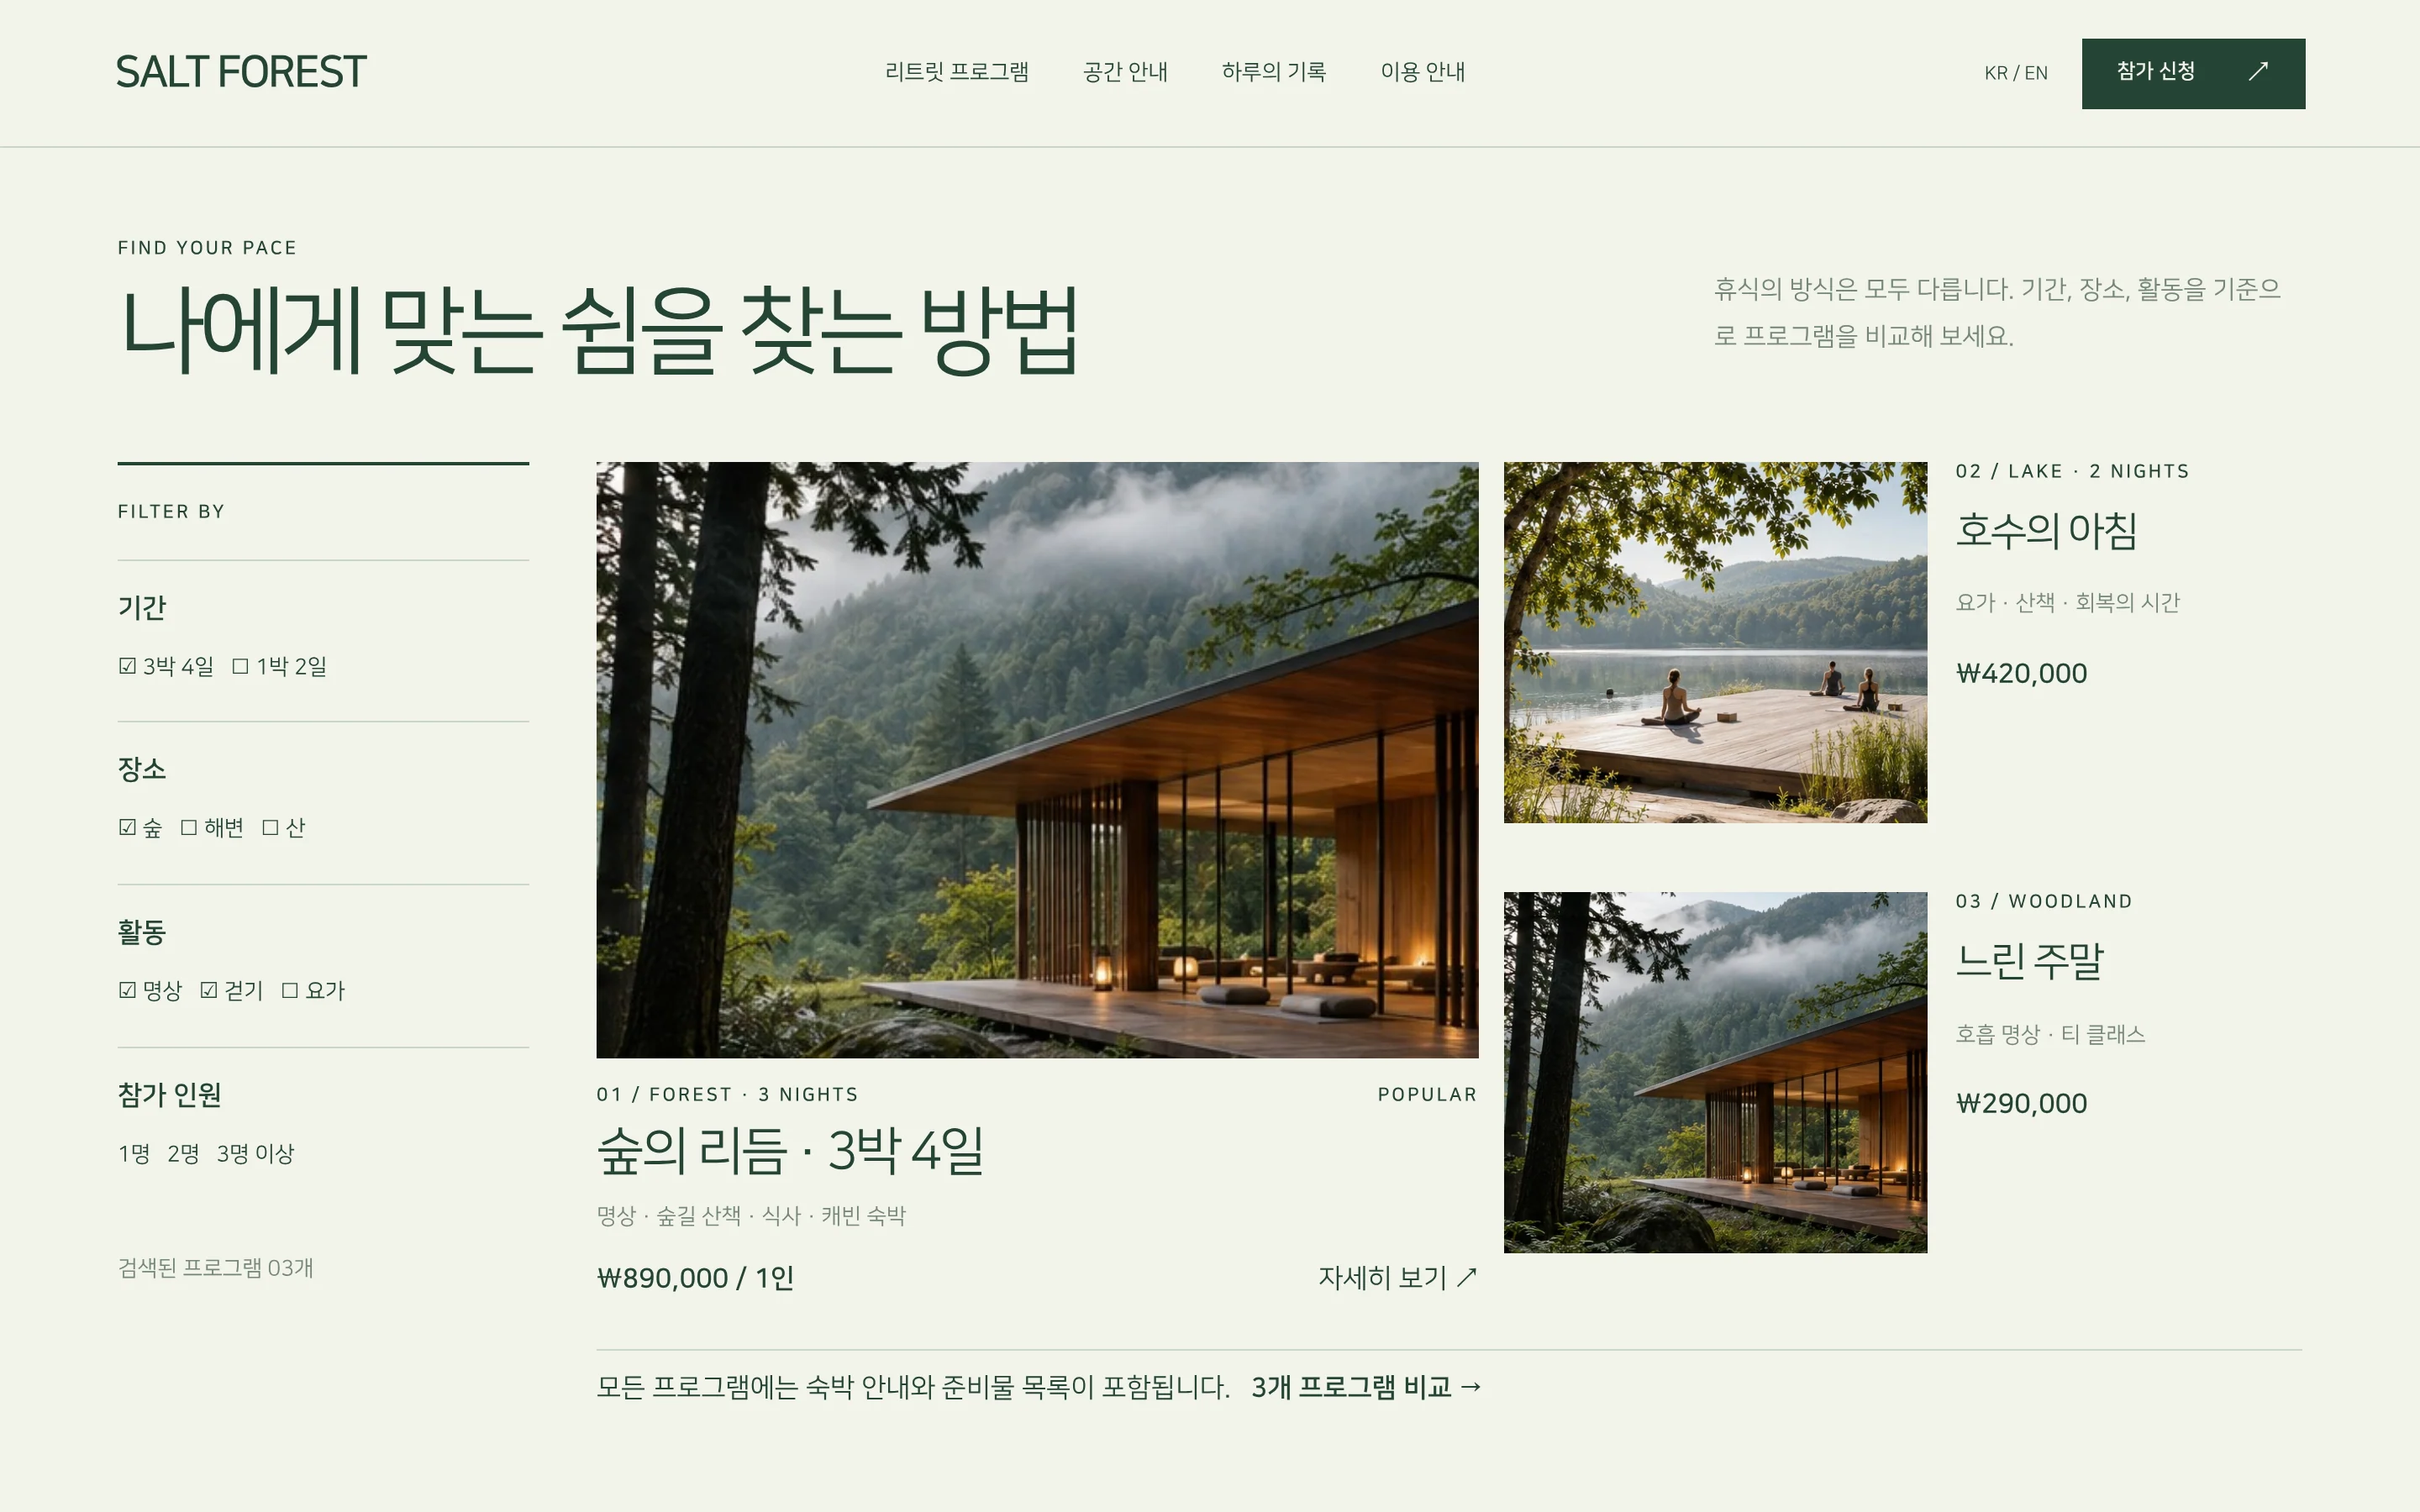 SALT FOREST
리트릿 프로그램
공간 안내
하루의 기록
이용 안내
KR / EN
참가 신청 ↗
FIND YOUR PACE
나에게 맞는 쉼을 찾는 방법
휴식의 방식은 모두 다릅니다. 기간, 장소, 활동을 기준으
로 프로그램을 비교해 보세요.
FILTER BY
기간
☑ 3박 4일 ☐ 1박 2일
장소
☑ 숲 ☐ 해변 ☐ 산
활동
☑ 명상 ☑ 걷기 ☐ 요가
참가 인원
1명 2명 3명 이상
검색된 프로그램 03개
01 / FOREST · 3 NIGHTS
POPULAR
숲의 리듬 · 3박 4일
명상 · 숲길 산책 · 식사 · 캐빈 숙박
₩890,000 / 1인
자세히 보기 ↗
02 / LAKE · 2 NIGHTS
호수의 아침
요가 · 산책 · 회복의 시간
₩420,000
03 / WOODLAND
느린 주말
호흡 명상 · 티 클래스
₩290,000
모든 프로그램에는 숙박 안내와 준비물 목록이 포함됩니다. 3개 프로그램 비교 →